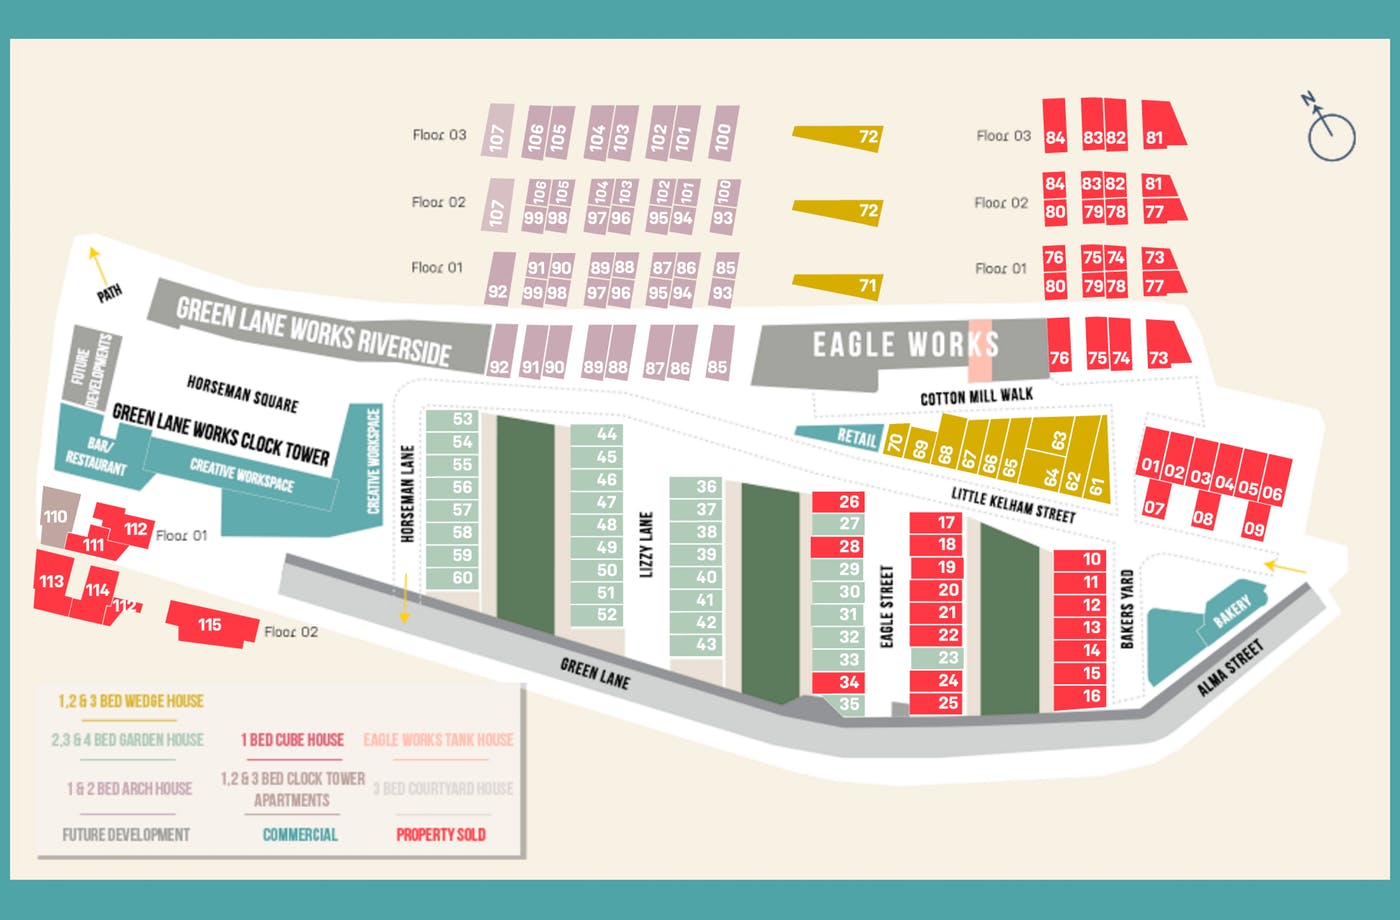 N
Floor 03
107 106 105 104 103 102 101 100
72
Floor 03
84 83 82 81
Floor 02
107 106 105 104 103 102 101 100
99 98 97 96 95 94 93
72
Floor 02
84 83 82 81
80 79 78 77
Floor 01
91 90 89 88 87 86 85
92 99 98 97 96 95 94 93
71
Floor 01
76 75 74 73
80 79 78 77
PATH
GREEN LANE WORKS RIVERSIDE
92 91 90 89 88 87 86 85
EAGLE WORKS
76 75 74 73
FUTURE
DEVELOPMENTS
HORSEMAN SQUARE
GREEN LANE WORKS CLOCK TOWER
BAR/
RESTAURANT
CREATIVE WORKSPACE
CREATIVE WORKSPACE
HORSEMAN LANE
COTTON MILL WALK
RETAIL
70 69 68 67 66 65 64 63 62 61
LITTLE KELHAM STREET
01 02 03 04 05 06
07 08 09
53
54
55
56
57
58
59
60
44
45
46
47
48
49
50
51
52
LIZZY LANE
36
37
38
39
40
41
42
43
26
27
28
29
30
31
32
33
34
35
EAGLE STREET
17
18
19
20
21
22
23
24
25
10
11
12
13
14
15
16
BAKERS YARD
BAKERY
ALMA STREET
GREEN LANE
110
111
112
Floor 01
113
114
112
115
Floor 02
1,2 & 3 BED WEDGE HOUSE
2,3 & 4 BED GARDEN HOUSE
1 BED CUBE HOUSE
EAGLE WORKS TANK HOUSE
1 & 2 BED ARCH HOUSE
1,2 & 3 BED CLOCK TOWER
APARTMENTS
3 BED COURTYARD HOUSE
FUTURE DEVELOPMENT
COMMERCIAL
PROPERTY SOLD